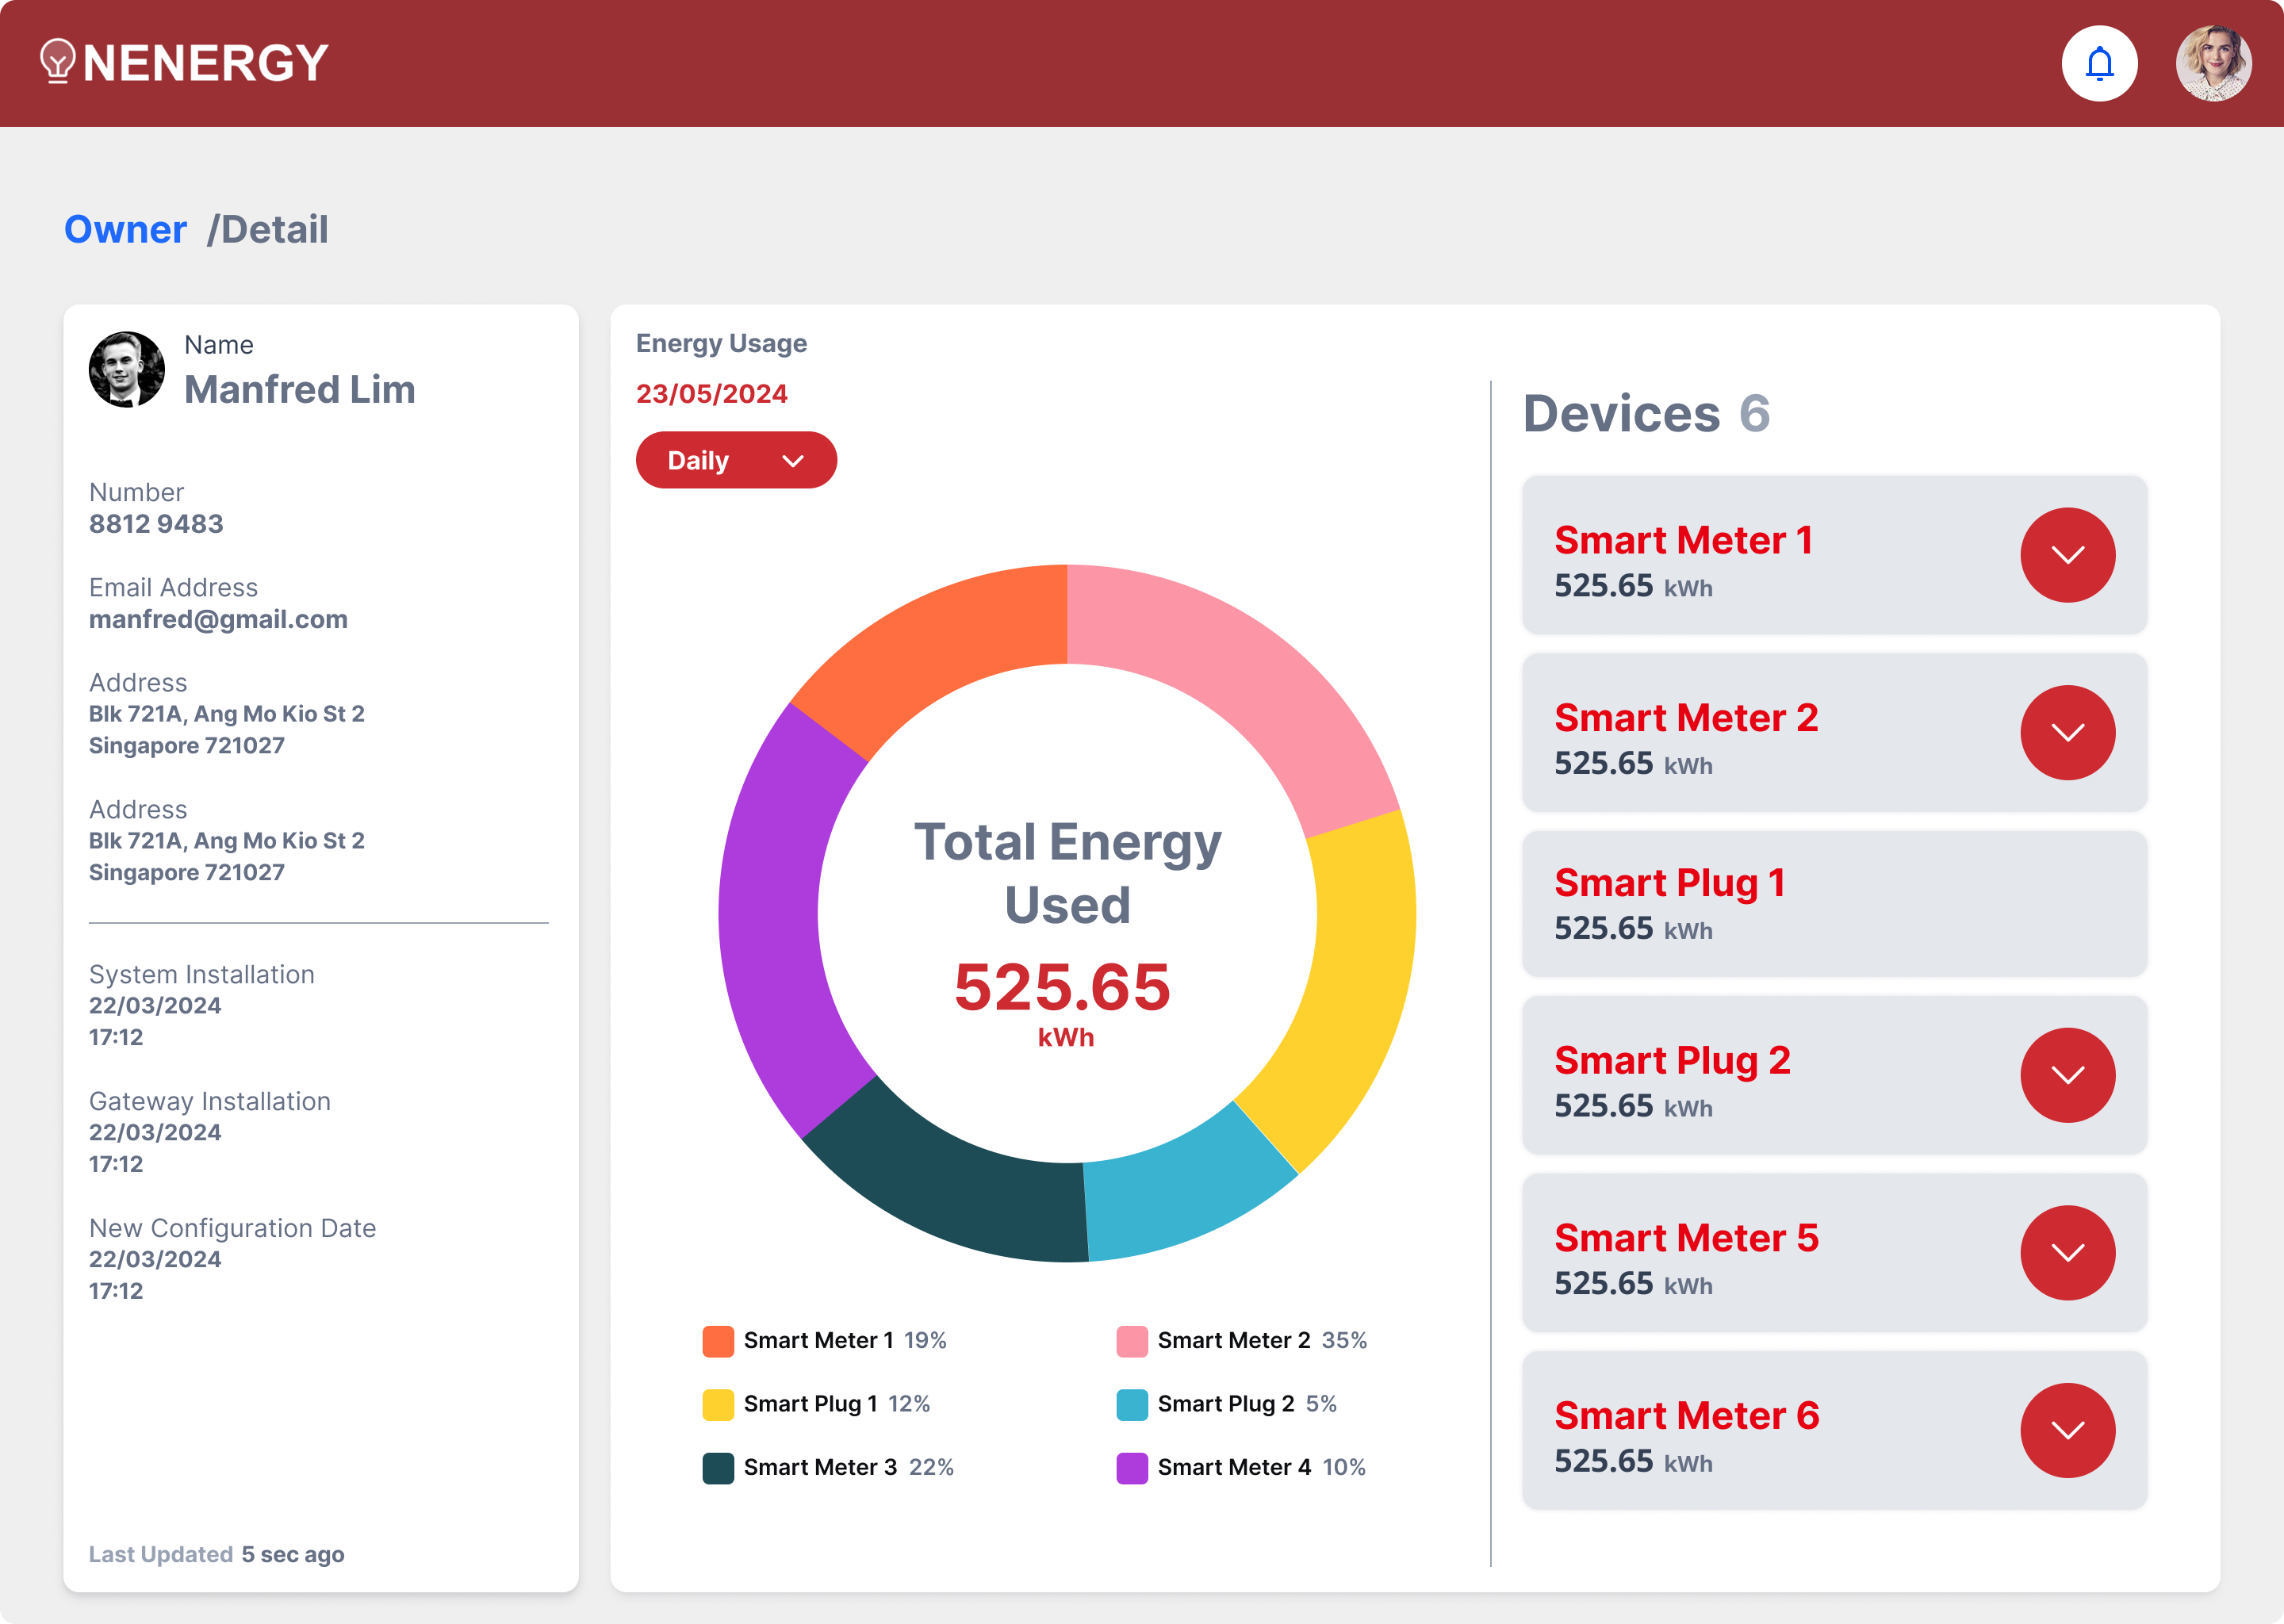 NENERGY
Owner /Detail
Name
Manfred Lim
Number
8812 9483
Email Address
manfred@gmail.com
Address
Blk 721A, Ang Mo Kio St 2
Singapore 721027
Address
Blk 721A, Ang Mo Kio St 2
Singapore 721027
System Installation
22/03/2024
17:12
Gateway Installation
22/03/2024
17:12
New Configuration Date
22/03/2024
17:12
Last Updated 5 sec ago
Energy Usage
23/05/2024
Daily
Total Energy
Used
525.65
kWh
Smart Meter 1 19%
Smart Meter 2 35%
Smart Plug 1 12%
Smart Plug 2 5%
Smart Meter 3 22%
Smart Meter 4 10%
Devices 6
Smart Meter 1
525.65 kWh
Smart Meter 2
525.65 kWh
Smart Plug 1
525.65 kWh
Smart Plug 2
525.65 kWh
Smart Meter 5
525.65 kWh
Smart Meter 6
525.65 kWh